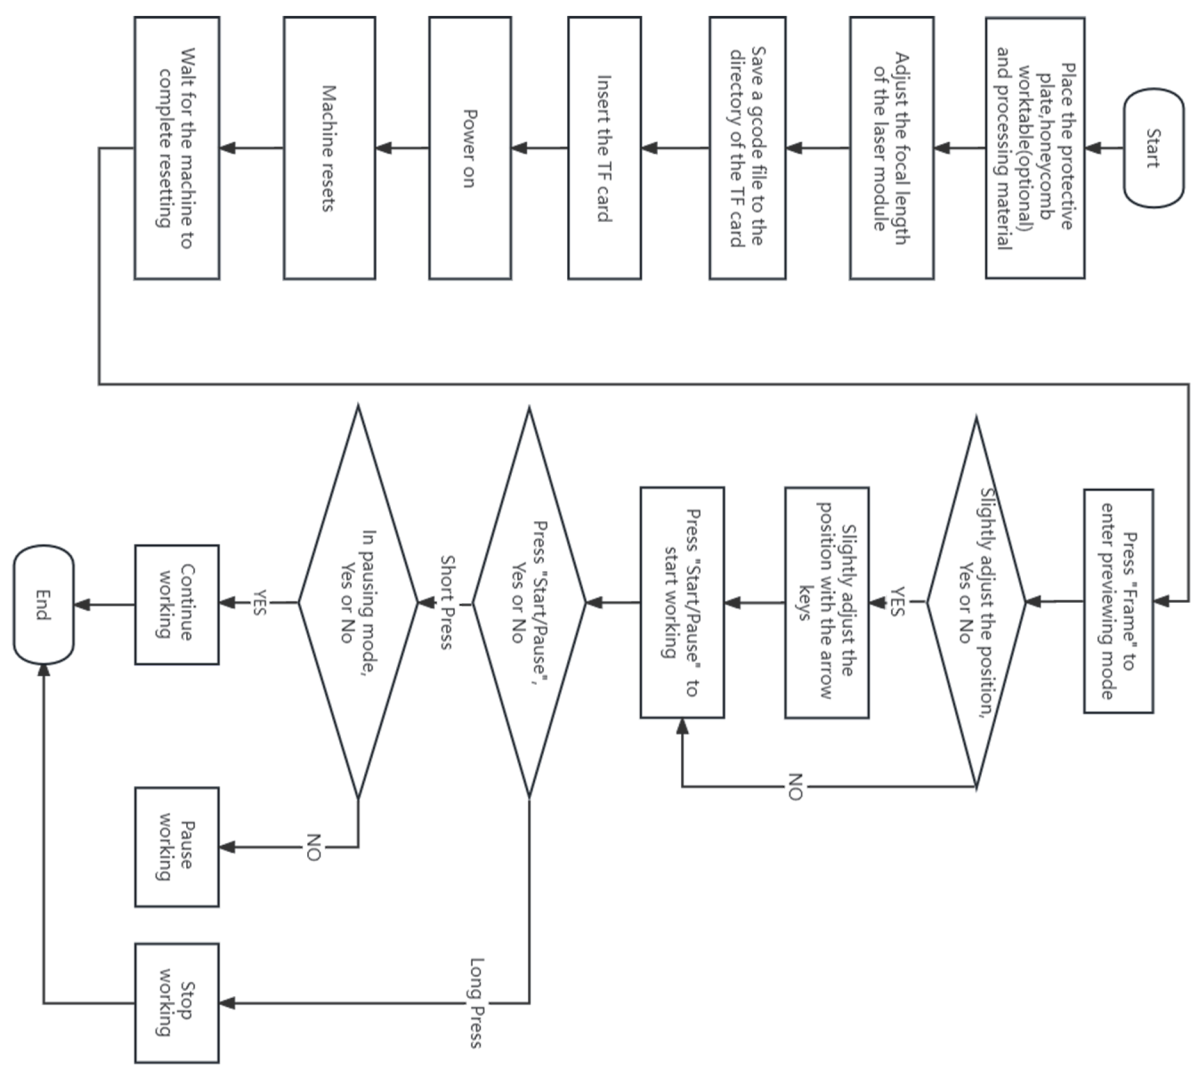 Start
Place the protective
plate,honeycomb
worktable(optional)
and processing material
Adjust the focal length
of the laser module
Save a gcode file to the
directory of the TF card
Insert the TF card
Power on
Machine resets
Walt for the machine to
complete resetting
Press "Frame" to
enter previewing mode
Slightly adjust the position,
Yes or No
YES
NO
Slightly adjust the
position with the arrow
keys
Press "Start/Pause" to
start working
Press "Start/Pause",
Yes or No
Short Press
Long Press
In pausing mode,
Yes or No
YES
NO
Continue
working
Pause
working
Stop
working
End